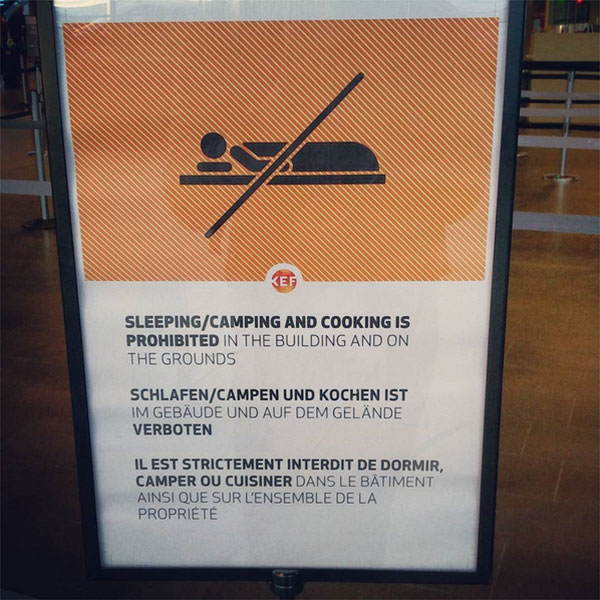 KEF
SLEEPING/CAMPING AND COOKING IS
PROHIBITED IN THE BUILDING AND ON
THE GROUNDS
SCHLAFEN/CAMPEN UND KOCHEN IST
IM GEBÄUDE UND AUF DEM GELÄNDE
VERBOTEN
IL EST STRICTEMENT INTERDIT DE DORMIR,
CAMPER OU CUISINER DANS LE BÂTIMENT
AINSI QUE SUR L'ENSEMBLE DE LA
PROPRIÉTÉ